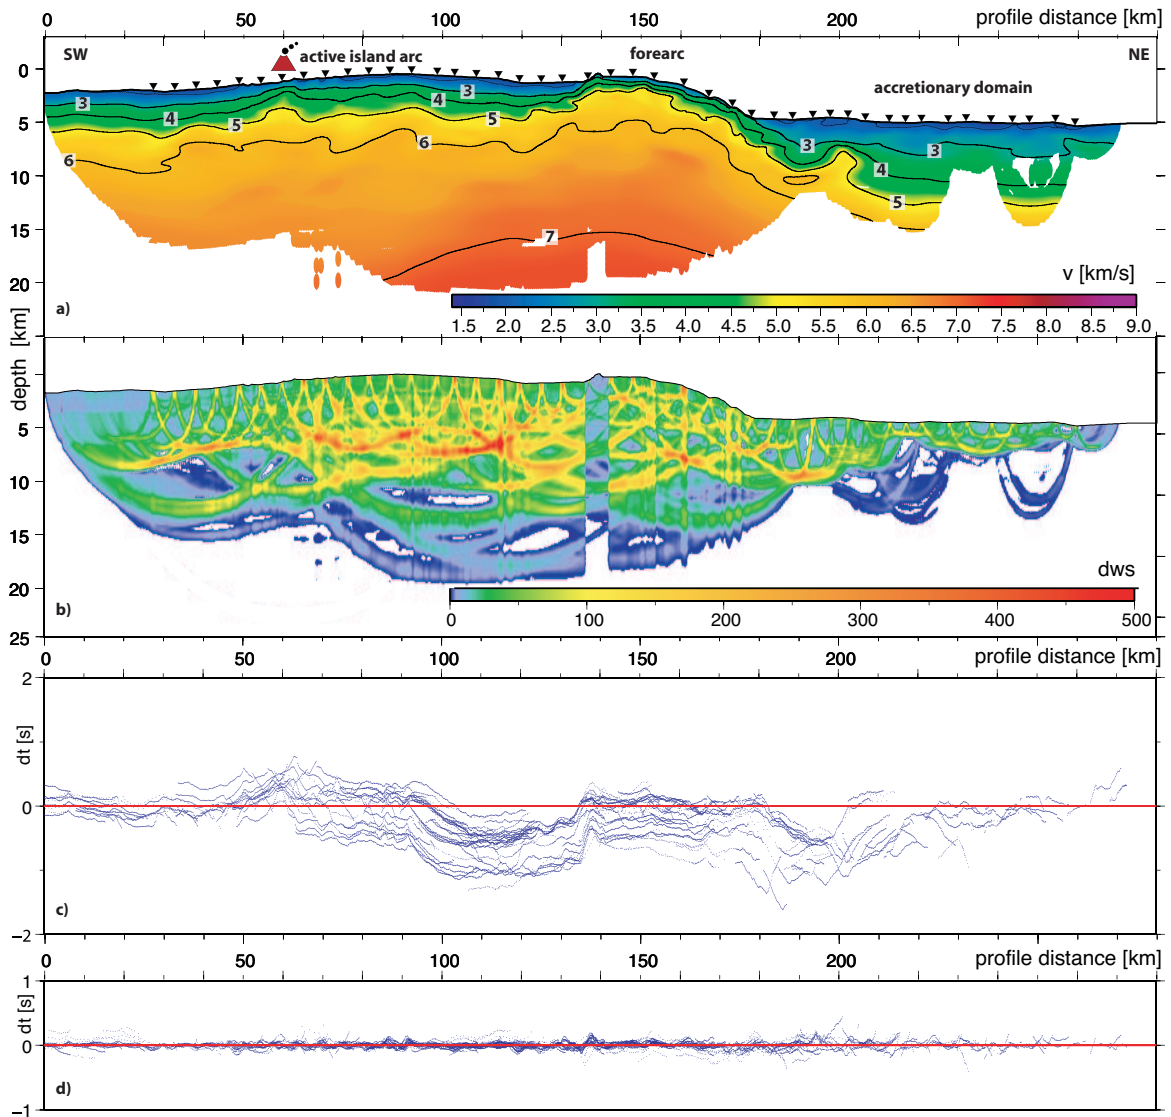 0 50 100 150 200 profile distance [km]
SW active island arc forearc NE
accretionary domain
0
5
10
15
20
3 4 5 6
3 4 5 6
7
3 3 4 5
v [km/s]
a)
1.5 2.0 2.5 3.0 3.5 4.0 4.5 5.0 5.5 6.0 6.5 7.0 7.5 8.0 8.5 9.0
depth [km]
5
10
15
20
25
dws
b)
0 100 200 300 400 500
0 50 100 150 200 profile distance [km]
2
0
−2
dt [s]
c)
0 50 100 150 200 profile distance [km]
1
0
−1
dt [s]
d)